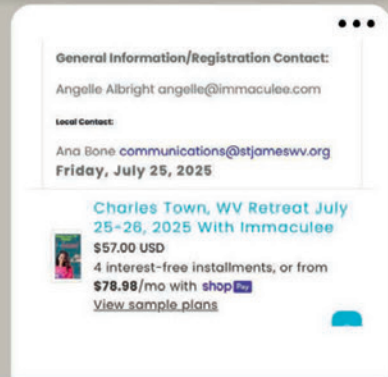 General Information/Registration Contact:
Angelle Albright angelle@immaculee.com
Local Contact:
Ana Bone communications@stjameswv.org
Friday, July 25, 2025
Charles Town, WV Retreat July
25-26, 2025 With Immaculee
$57.00 USD
4 interest-free installments, or from
$78.98/mo with shop Pay
View sample plans